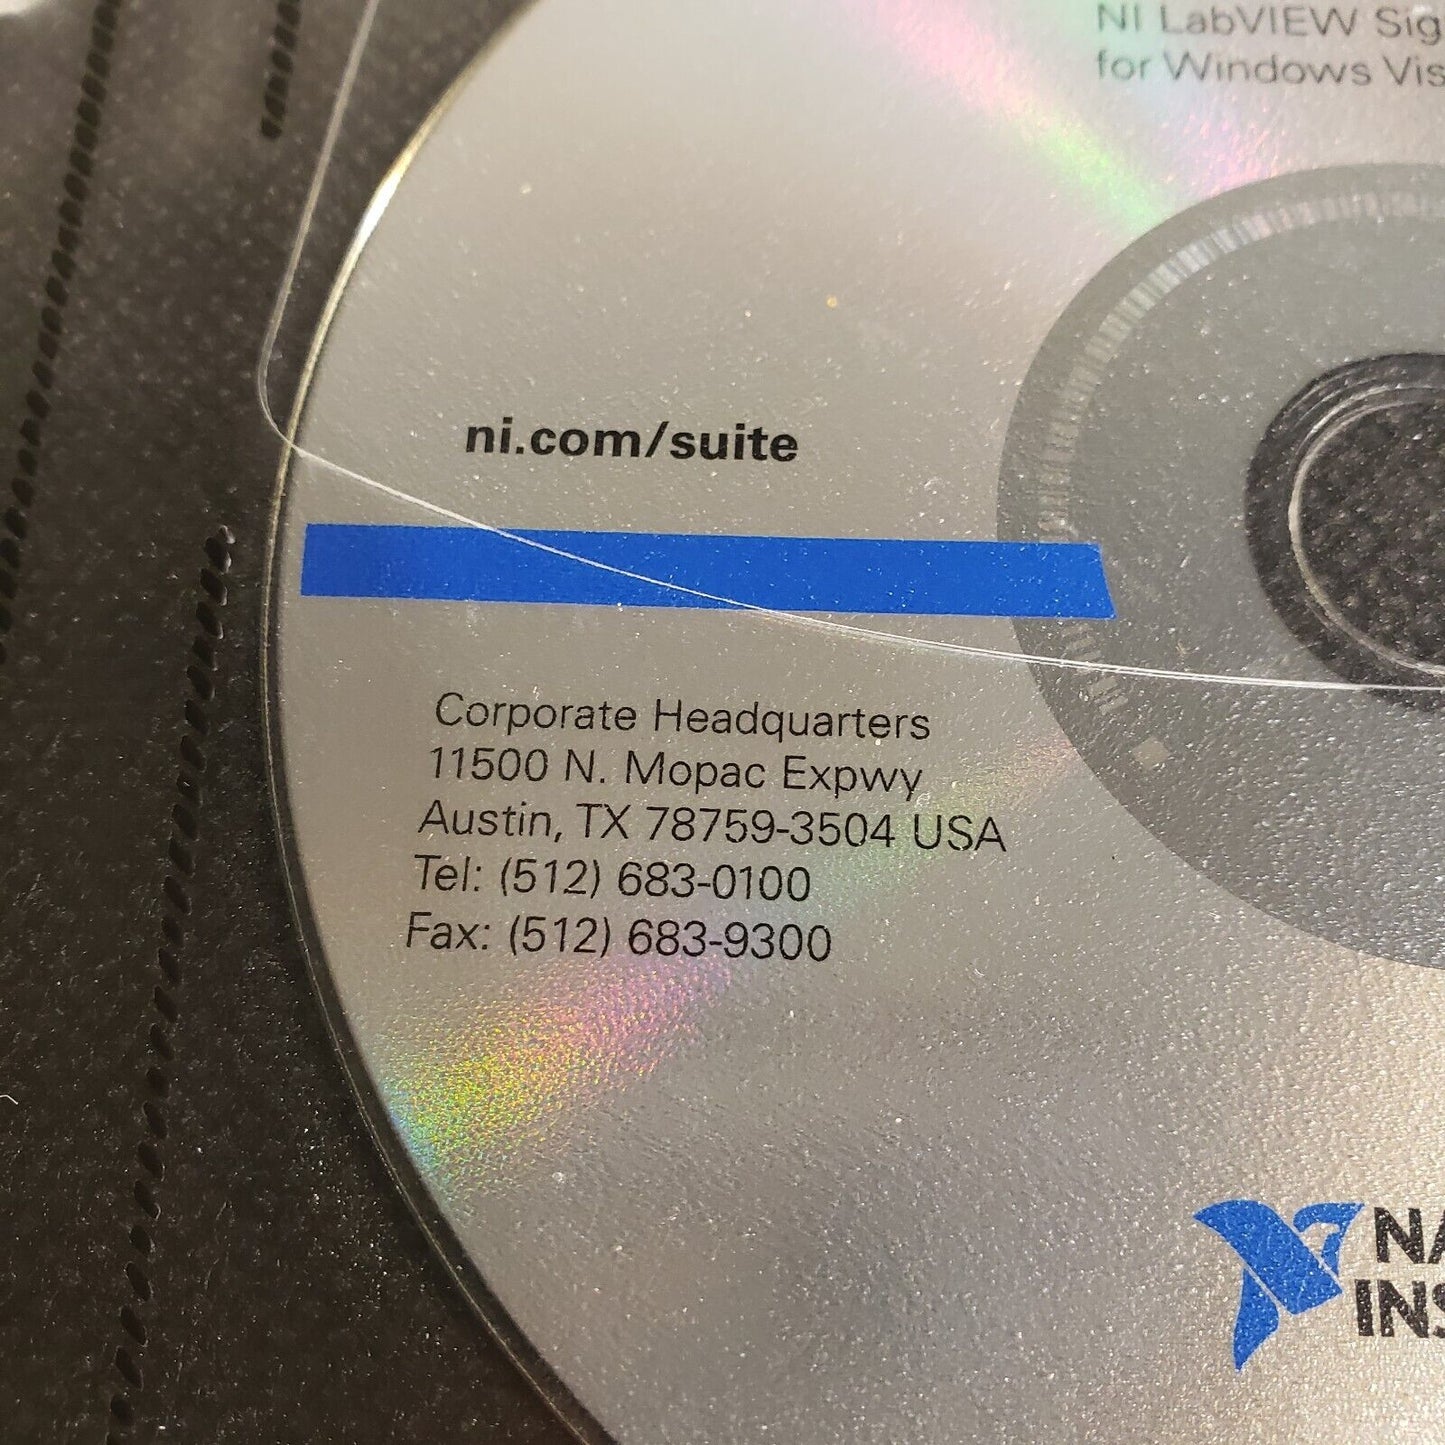 NI LabVIEW Sig
for Windows Vis
ni.com/suite
Corporate Headquarters
11500 N. Mopac Expwy
Austin, TX 78759-3504 USA
Tel: (512) 683-0100
Fax: (512) 683-9300
NA
INS